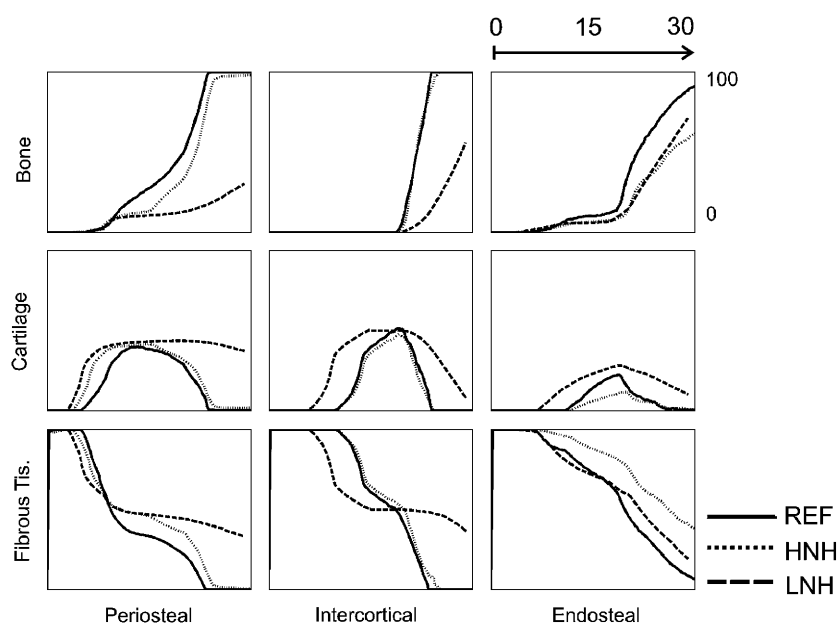 0 15 30
Bone
100
0
Cartilage
Fibrous Tis.
REF
HNH
LNH
Periosteal Intercortical Endosteal